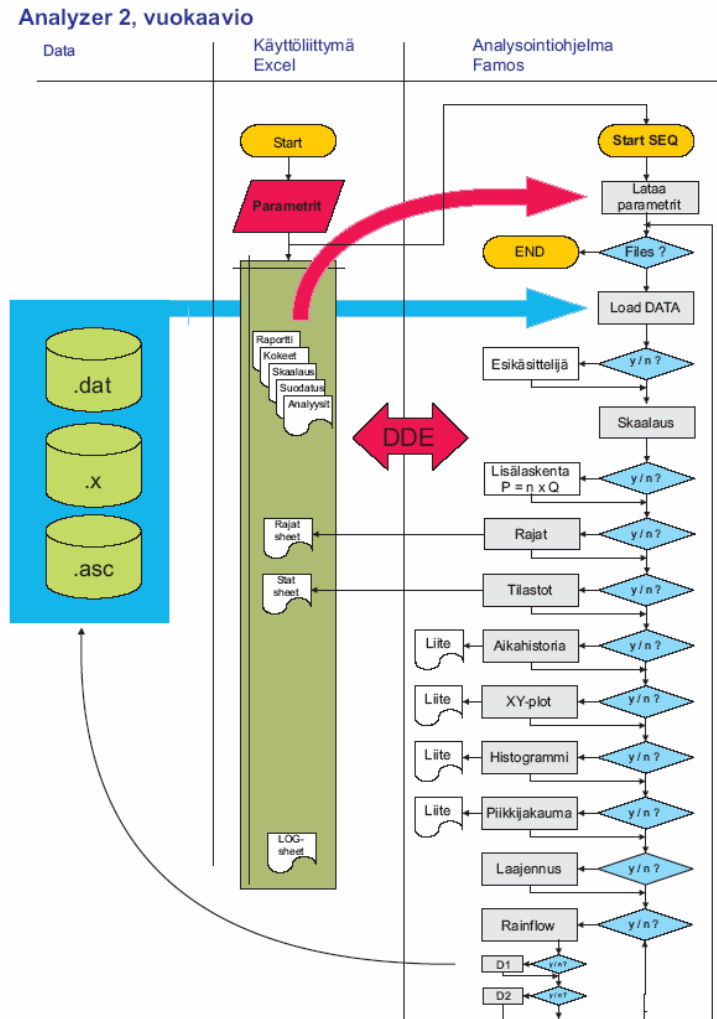 Analyzer 2, vuokaavio
Data
Käyttöliittymä
Excel
Analysointiohjelma
Famos
Start
Start SEQ
Parametrit
Lataa
parametrit
END
Files ?
Load DATA
.dat
.x
.asc
Raportti
Kokeet
Skaalaus
Suodatus
Analyysit
DDE
Esikäsittelijä
y / n ?
Skaalaus
Lisälaskenta
P = n x Q
y / n ?
Rajat
sheet
Rajat
y / n ?
Stat
sheet
Tilastot
y / n ?
Liite
Aikahistoria
y / n ?
Liite
XY-plot
y / n ?
Liite
Histogrammi
y / n ?
Liite
Piikkijakauma
y / n ?
LOG-
sheet
Laajennus
y / n ?
Rainflow
y / n ?
D1
y / n ?
D2
y / n ?